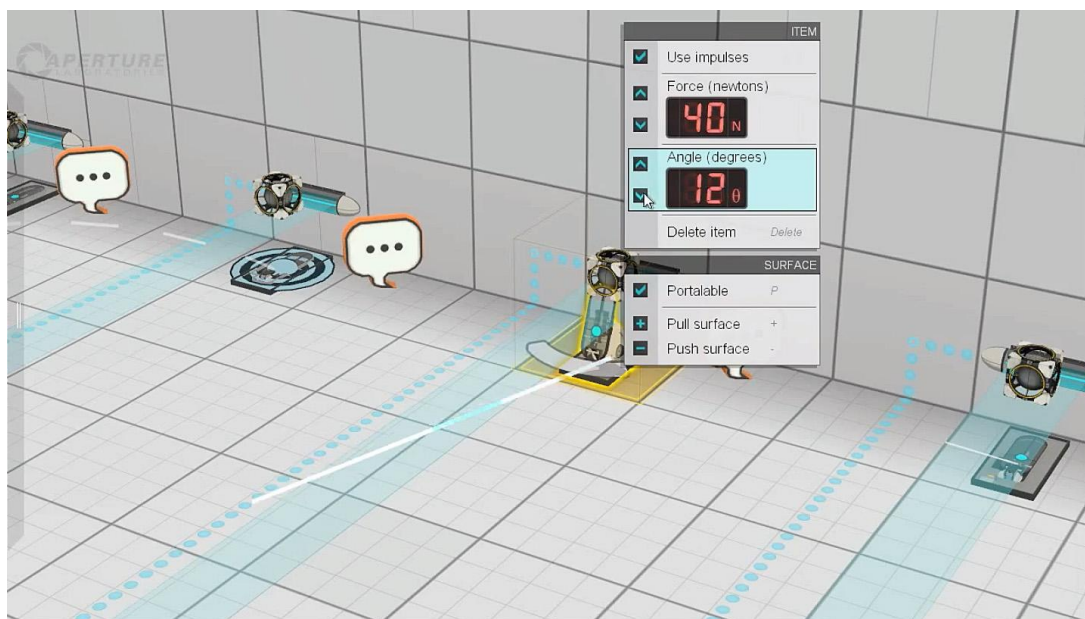 APERTURE
LABORATORIES
ITEM
Use impulses
Force (newtons)
40 N
Angle (degrees)
12 θ
Delete item Delete
SURFACE
Portalable P
Pull surface +
Push surface -